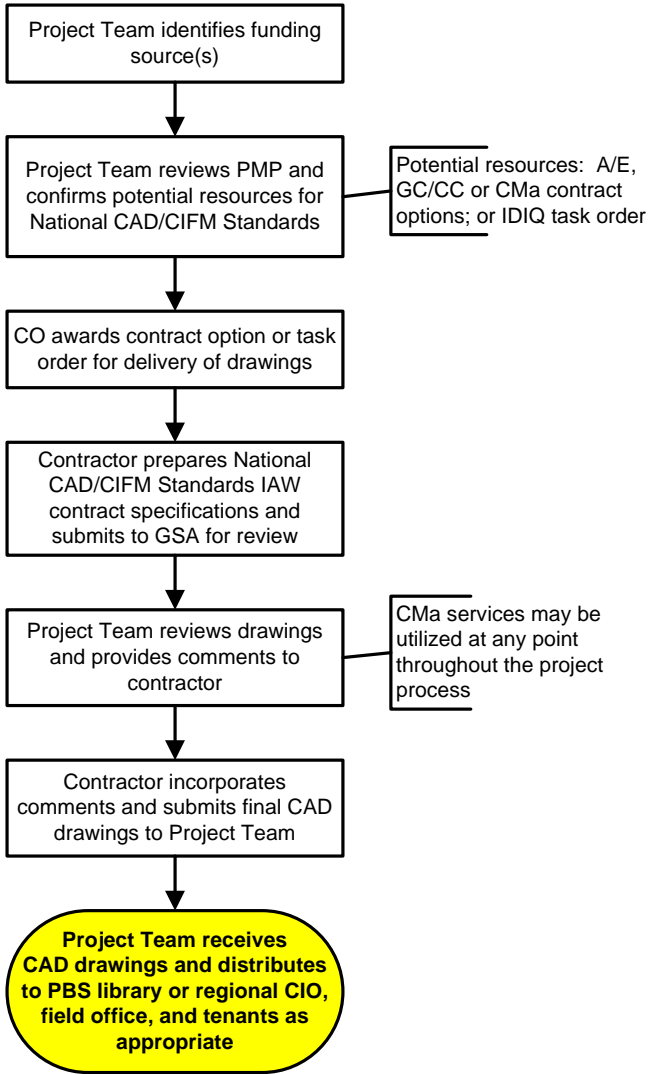 Project Team identifies funding
source(s)
Project Team reviews PMP and
confirms potential resources for
National CAD/CIFM Standards
Potential resources:  A/E,
GC/CC or CMa contract
options; or IDIQ task order
CO awards contract option or task
order for delivery of drawings
Contractor prepares National
CAD/CIFM Standards IAW
contract specifications and
submits to GSA for review
Project Team reviews drawings
and provides comments to
contractor
CMa services may be
utilized at any point
throughout the project
process
Contractor incorporates
comments and submits final CAD
drawings to Project Team
Project Team receives
CAD drawings and distributes
to PBS library or regional CIO,
field office, and tenants as
appropriate